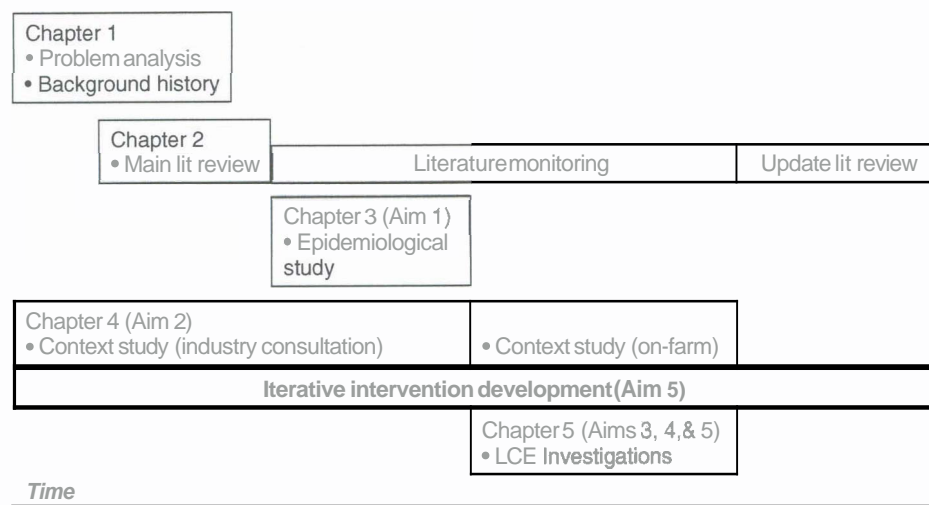 Chapter 1
• Problem analysis
• Background history
Chapter 2
• Main lit review
Literature monitoring
Update lit review
Chapter 3 (Aim 1)
• Epidemiological
study
Chapter 4 (Aim 2)
• Context study (industry consultation)
• Context study (on-farm)
Iterative intervention development (Aim 5)
Chapter 5 (Aims 3, 4, & 5)
• LCE Investigations
Time